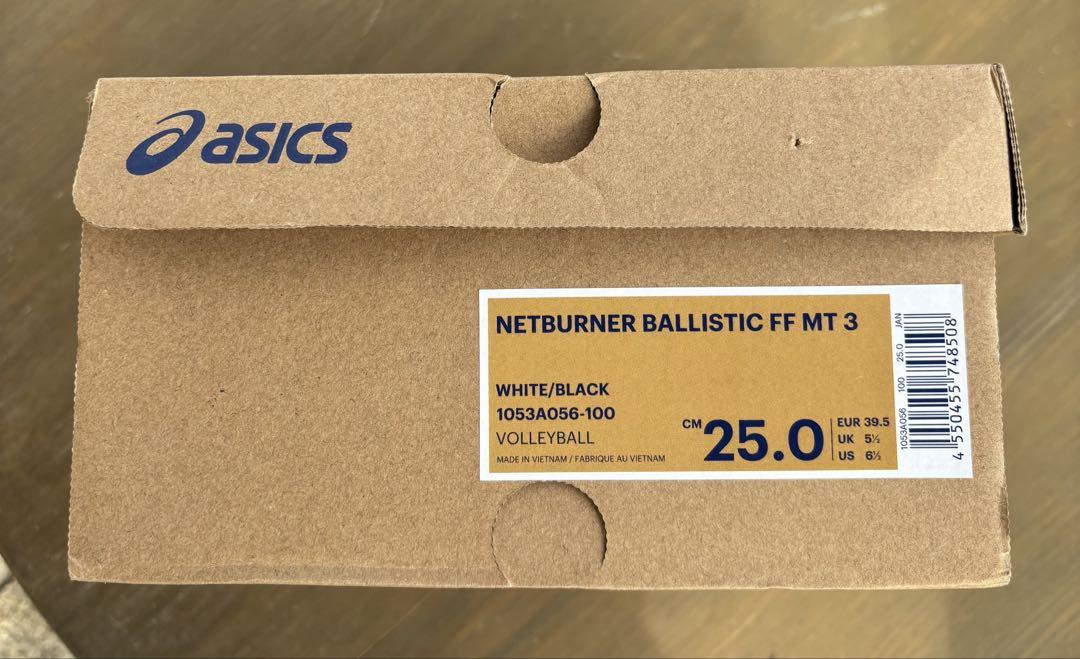 asics
NETBURNER BALLISTIC FF MT 3
WHITE/BLACK
1053A056-100
VOLLEYBALL
MADE IN VIETNAM / FABRIQUE AU VIETNAM
CM 25.0
EUR 39.5
UK 5½
US 6½
1053A056 100 25.0 JAN
4 550455 748508